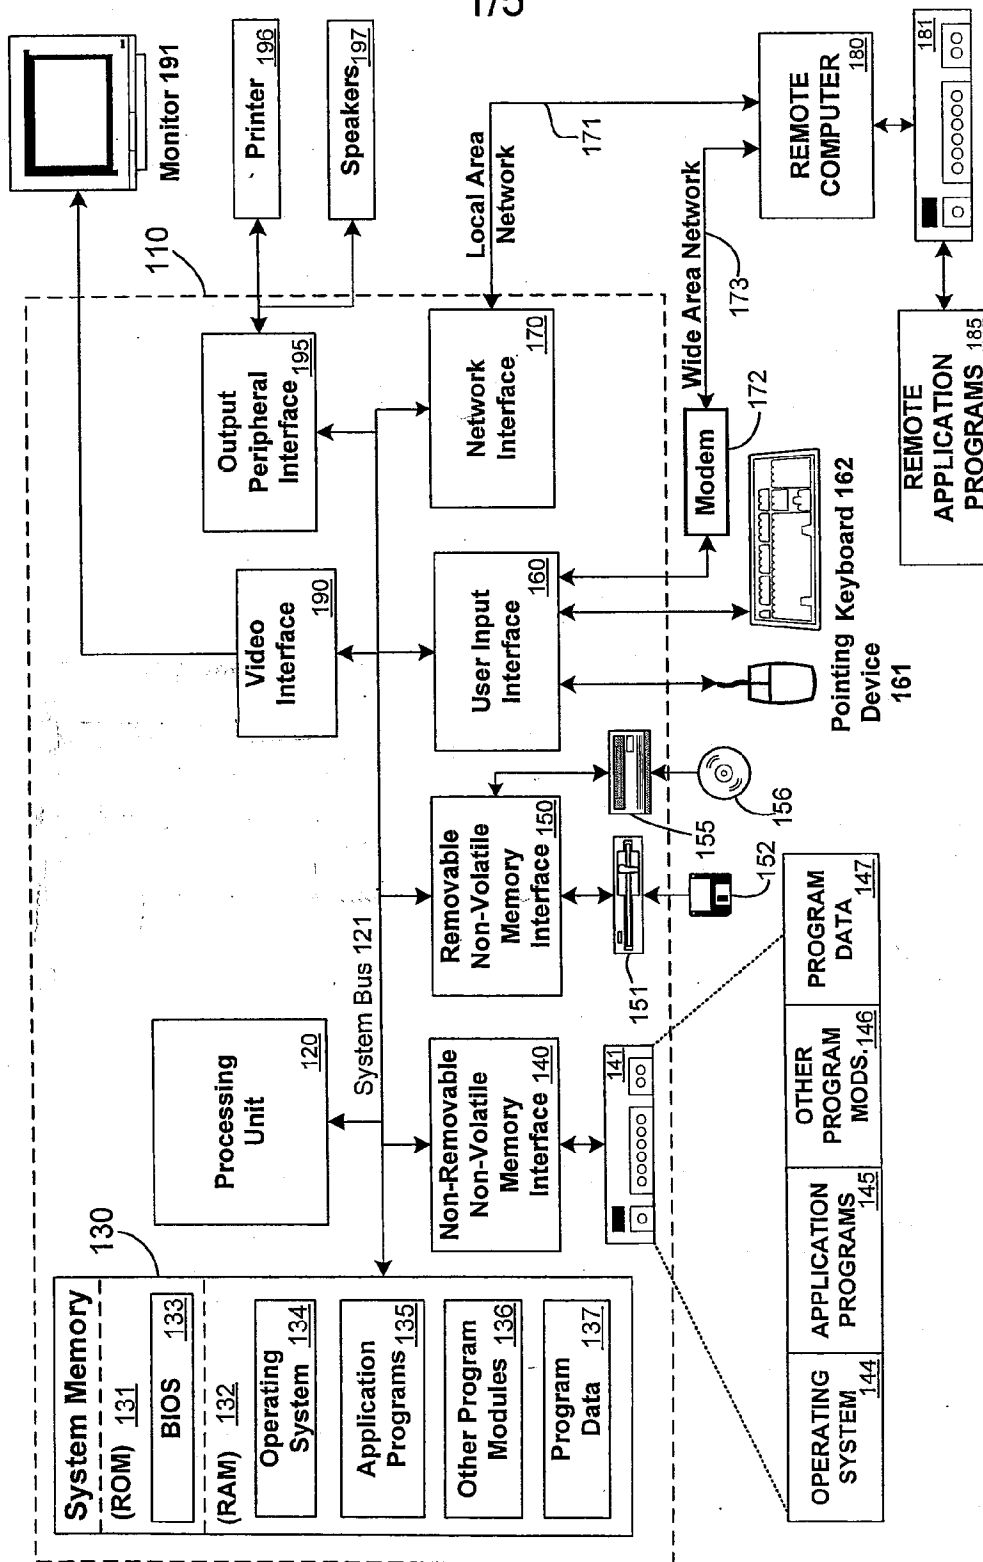 1/5
System Memory
(ROM) 131
BIOS 133
(RAM) 132
Operating
System 134
Application
Programs 135
Other Program
Modules 136
Program
Data 137
130
Processing
Unit
120
System Bus 121
Non-Removable
Non-Volatile
Memory
Interface 140
Removable
Non-Volatile
Memory
Interface 150
Video
Interface
190
User Input
Interface
160
Output
Peripheral
Interface 195
Network
Interface
170
110
Monitor 191
Printer 196
Speakers 197
Local Area
Network
171
Wide Area Network
173
Modem
172
REMOTE
COMPUTER
180
181
REMOTE
APPLICATION
PROGRAMS 185
Keyboard 162
Pointing
Device
161
141
151
152
155
156
OPERATING
SYSTEM 144
APPLICATION
PROGRAMS 145
OTHER
PROGRAM
MODS. 146
PROGRAM
DATA 147